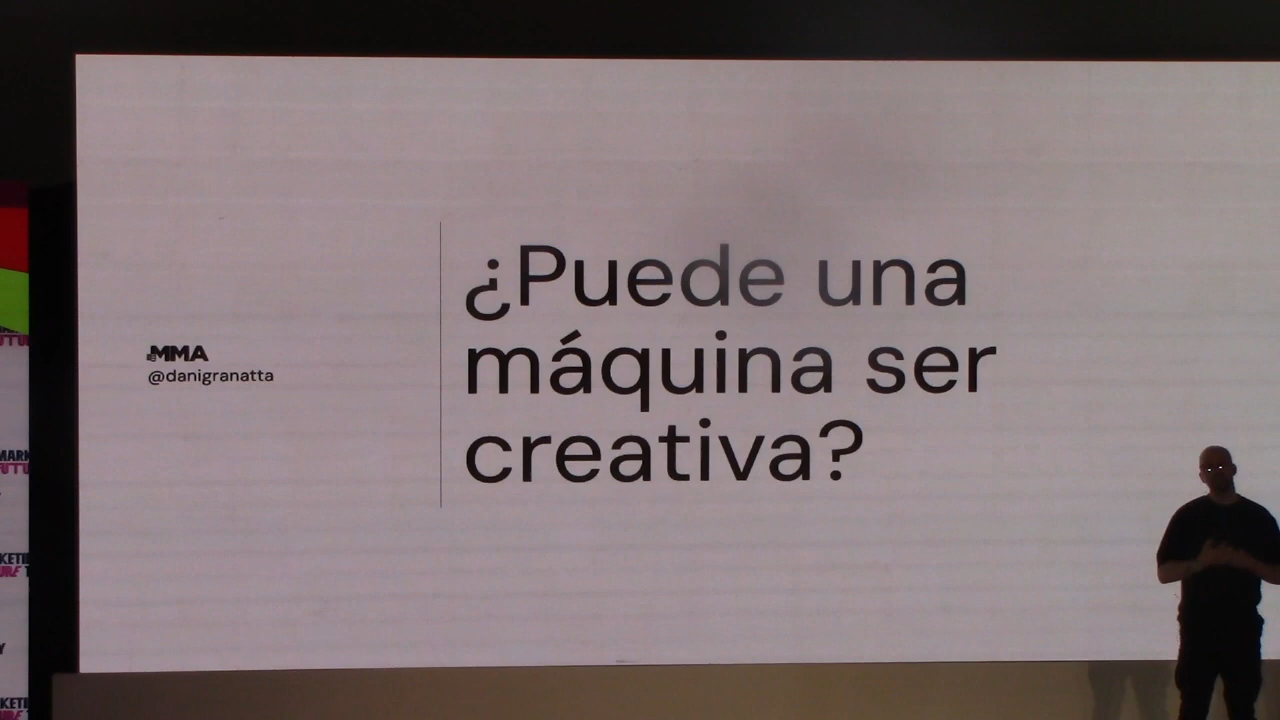 ¿Puede una
máquina ser
creativa?
MMA
@danigranatta